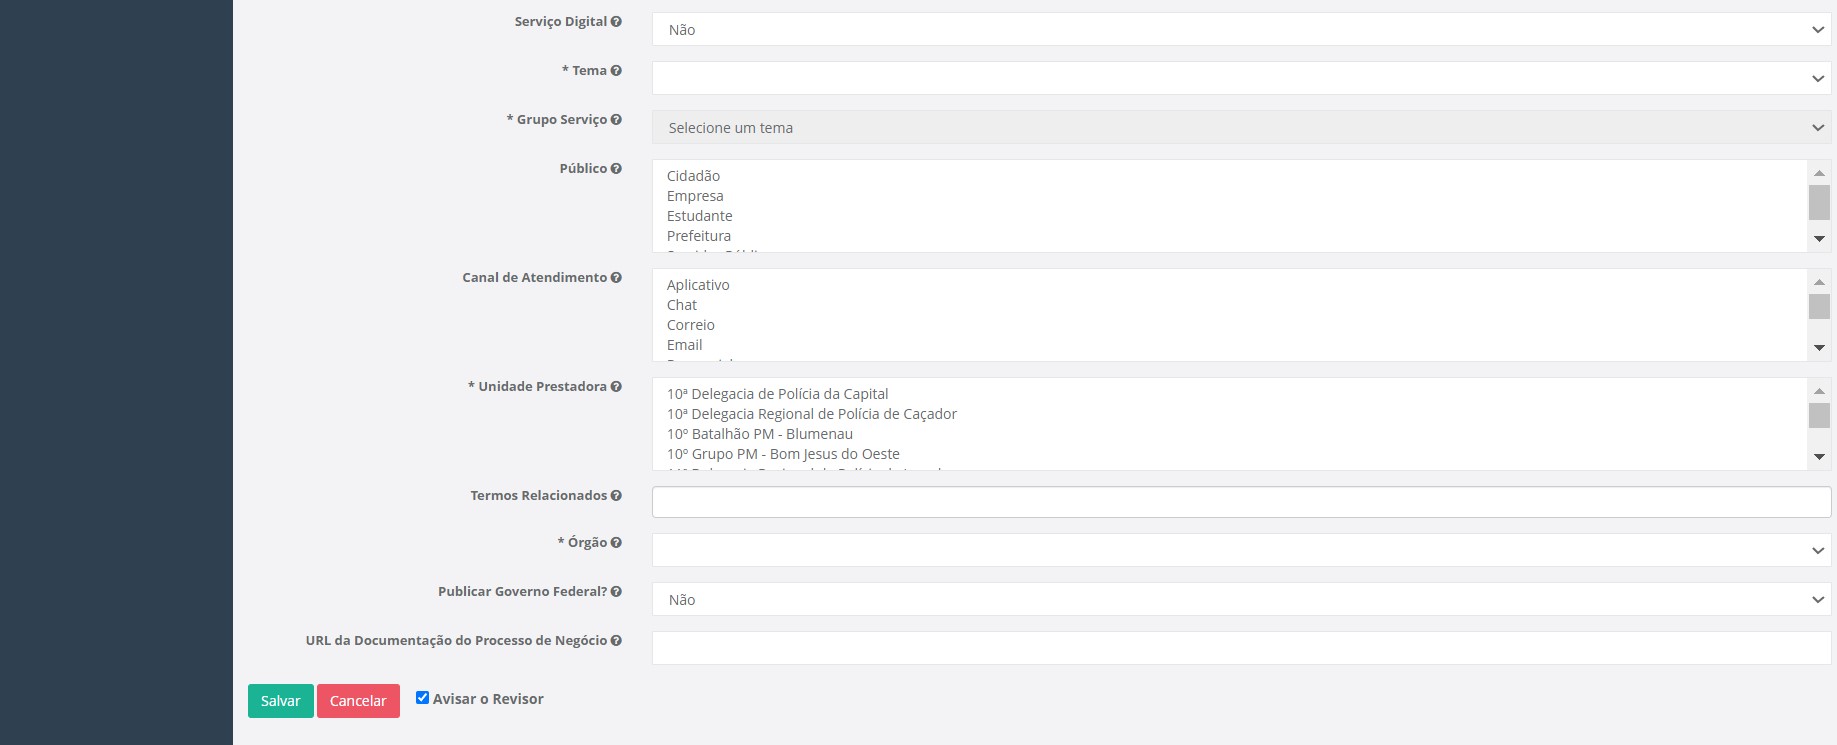 Serviço Digital
Não
* Tema
* Grupo Serviço
Selecione um tema
Público
Cidadão
Empresa
Estudante
Prefeitura
Canal de Atendimento
Aplicativo
Chat
Correio
Email
* Unidade Prestadora
10ª Delegacia de Polícia da Capital
10ª Delegacia Regional de Polícia de Caçador
10º Batalhão PM - Blumenau
10º Grupo PM - Bom Jesus do Oeste
Termos Relacionados
* Órgão
Publicar Governo Federal?
Não
URL da Documentação do Processo de Negócio
Salvar Cancelar Avisar o Revisor